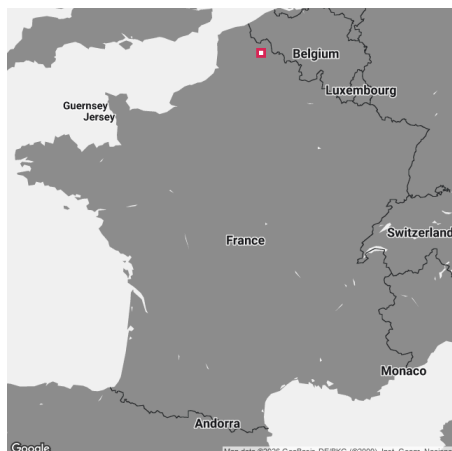 Belgium
Luxembourg
Guernsey
Jersey
Switzerland
France
Monaco
Andorra
Google